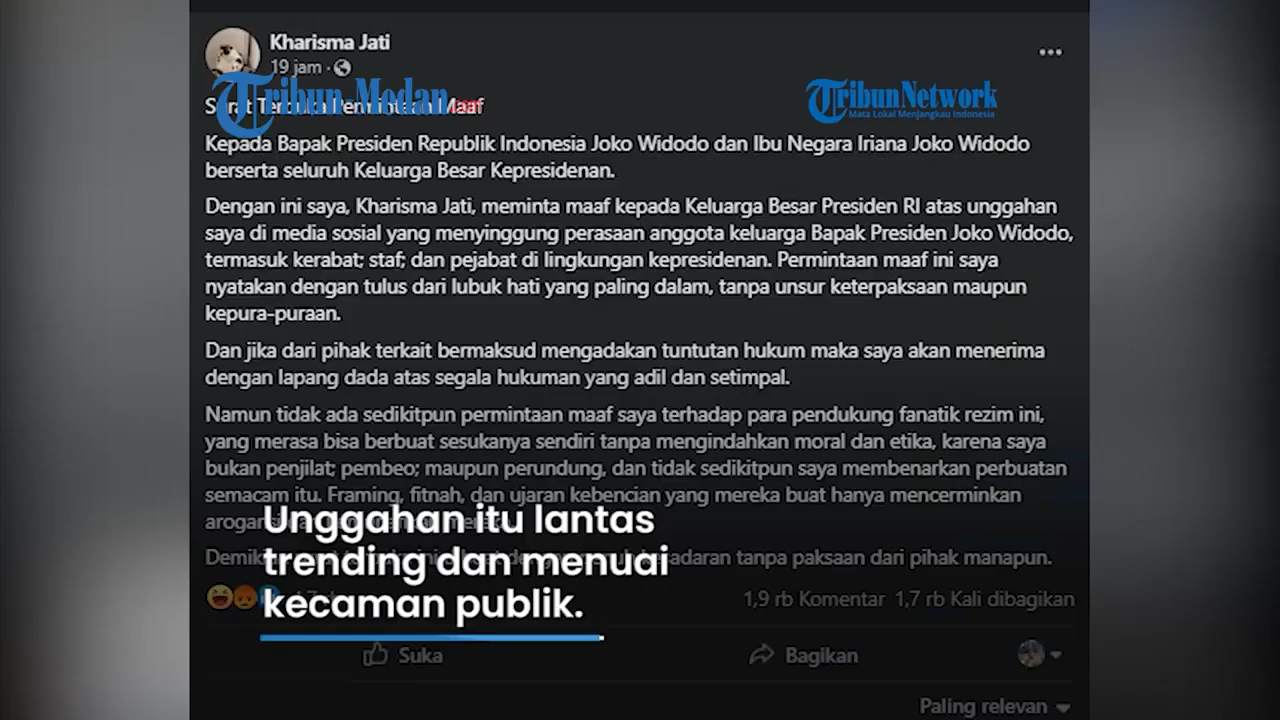 Kharisma Jati
19 jam
Tribun Medan
.com
TribunNetwork
Mata Lokal Menjangkau Indonesia
Surat Terbuka Permintaan Maaf
Kepada Bapak Presiden Republik Indonesia Joko Widodo dan Ibu Negara Iriana Joko Widodo
berserta seluruh Keluarga Besar Kepresidenan.
Dengan ini saya, Kharisma Jati, meminta maaf kepada Keluarga Besar Presiden RI atas unggahan
saya di media sosial yang menyinggung perasaan anggota keluarga Bapak Presiden Joko Widodo,
termasuk kerabat; staf; dan pejabat di lingkungan kepresidenan. Permintaan maaf ini saya
nyatakan dengan tulus dari lubuk hati yang paling dalam, tanpa unsur keterpaksaan maupun
kepura-puraan.
Dan jika dari pihak terkait bermaksud mengadakan tuntutan hukum maka saya akan menerima
dengan lapang dada atas segala hukuman yang adil dan setimpal.
Namun tidak ada sedikitpun permintaan maaf saya terhadap para pendukung fanatik rezim ini,
yang merasa bisa berbuat sesukanya sendiri tanpa mengindahkan moral dan etika, karena saya
bukan penjilat; pembeo; maupun perundung, dan tidak sedikitpun saya membenarkan perbuatan
semacam itu. Framing, fitnah, dan ujaran kebencian yang mereka buat hanya mencerminkan
tanpa paksaan dari pihak manapun.
Unggahan itu lantas
trending dan menuai
kecaman publik.
1,9 rb Komentar 1,7 rb Kali dibagikan
Suka
Bagikan
Paling relevan